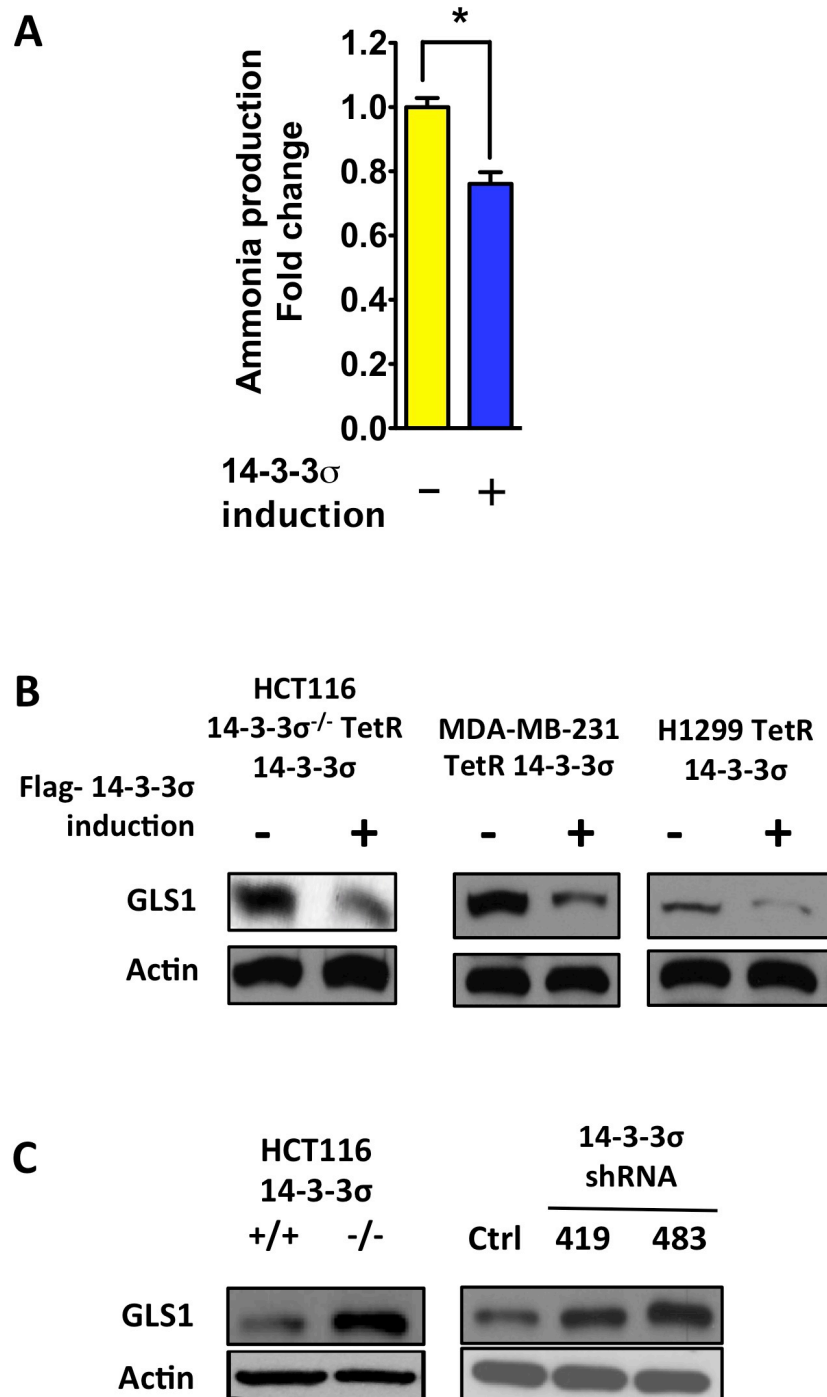 A
*
Ammonia production
Fold change
1.2
1.0
0.8
0.6
0.4
0.2
0.0
14-3-3σ
induction
− +
B
HCT116
14-3-3σ-/- TetR
14-3-3σ
MDA-MB-231
TetR 14-3-3σ
H1299 TetR
14-3-3σ
Flag- 14-3-3σ
induction
- + - + - +
GLS1
Actin
C
HCT116
14-3-3σ
+/+ -/-
14-3-3σ
shRNA
Ctrl 419 483
GLS1
Actin